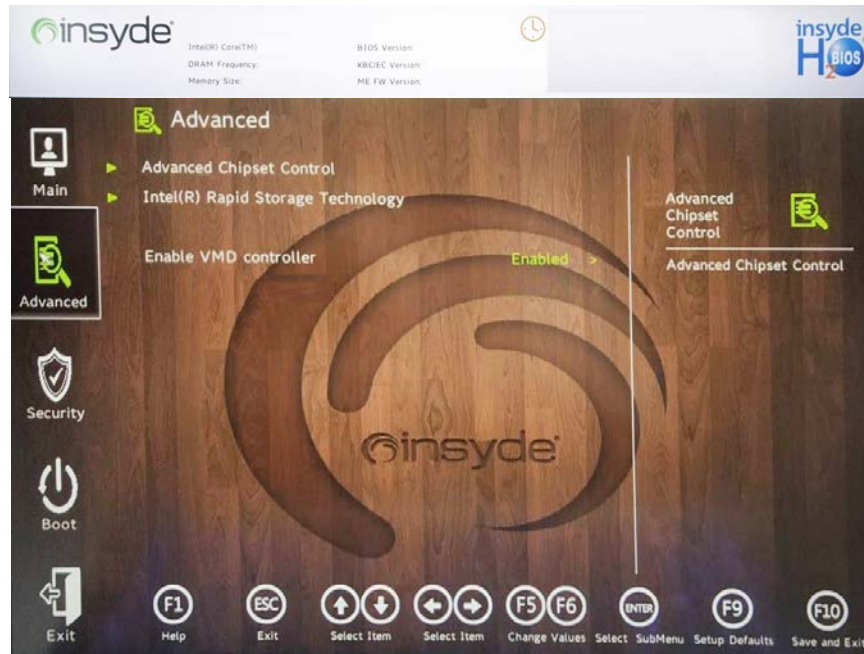 insyde
Intel(R) Core(TM)
DRAM Frequency:
Memory Size:
BIOS Version:
KBC/EC Version:
ME FW Version:
insyde
H2O BIOS
Main
Advanced
Security
Boot
Exit
Advanced
Advanced Chipset Control
Intel(R) Rapid Storage Technology
Enable VMD controller
Enabled >
Advanced
Chipset
Control
Advanced Chipset Control
insyde
F1
Help
ESC
Exit
Select Item
Select Item
F5 F6
Change Values
ENTER
Select SubMenu
F9
Setup Defaults
F10
Save and Exit